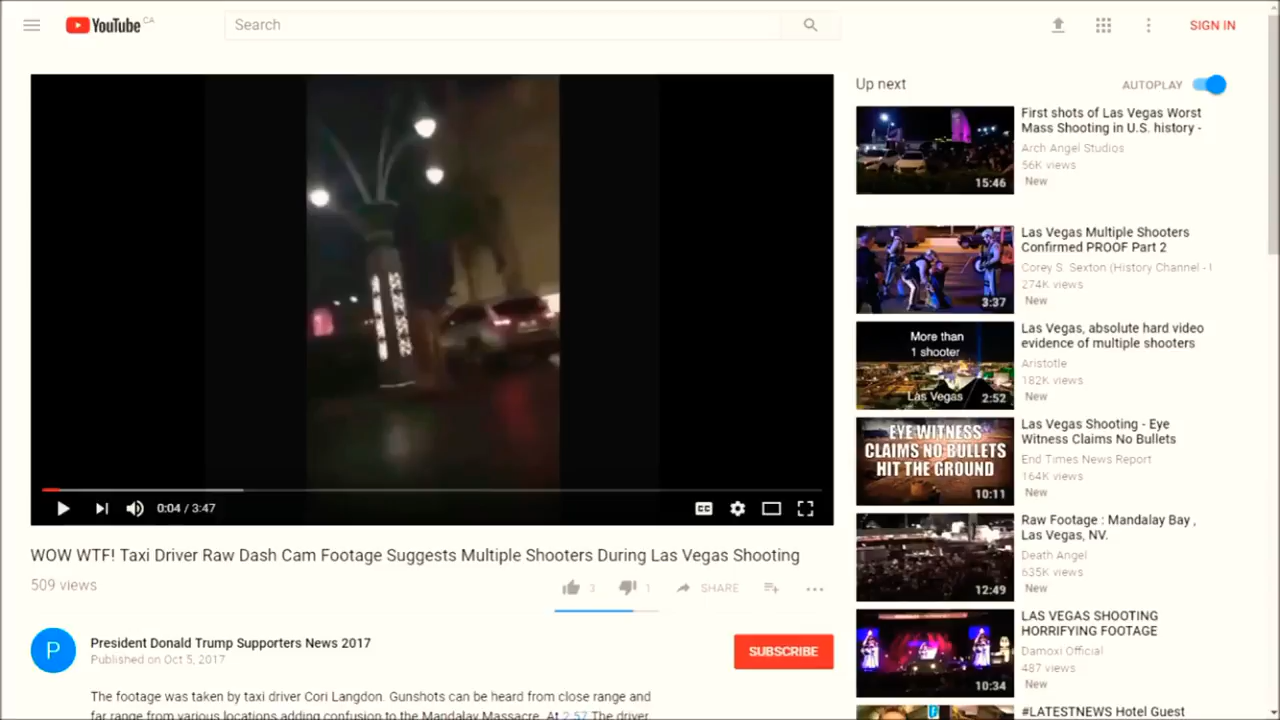 YouTube CA
Search
SIGN IN
0:04 / 3:47
CC
WOW WTF! Taxi Driver Raw Dash Cam Footage Suggests Multiple Shooters During Las Vegas Shooting
509 views
3
1
SHARE
P
President Donald Trump Supporters News 2017
Published on Oct 5, 2017
SUBSCRIBE
The footage was taken by taxi driver Cori Langdon. Gunshots can be heard from close range and
far range from various locations adding confusion to the Mandalay Massacre. At 2:57 The driver
Up next
AUTOPLAY
15:46
First shots of Las Vegas Worst
Mass Shooting in U.S. history -
Arch Angel Studios
56K views
New
3:37
Las Vegas Multiple Shooters
Confirmed PROOF Part 2
Corey S. Sexton (History Channel -
274K views
New
More than
1 shooter
Las Vegas
2:52
Las Vegas, absolute hard video
evidence of multiple shooters
Aristotle
182K views
New
EYE WITNESS
CLAIMS NO BULLETS
HIT THE GROUND
10:11
Las Vegas Shooting - Eye
Witness Claims No Bullets
End Times News Report
164K views
New
12:49
Raw Footage : Mandalay Bay ,
Las Vegas, NV.
Death Angel
635K views
New
10:34
LAS VEGAS SHOOTING
HORRIFYING FOOTAGE
Damoxi Official
487 views
New
#LATESTNEWS Hotel Guest